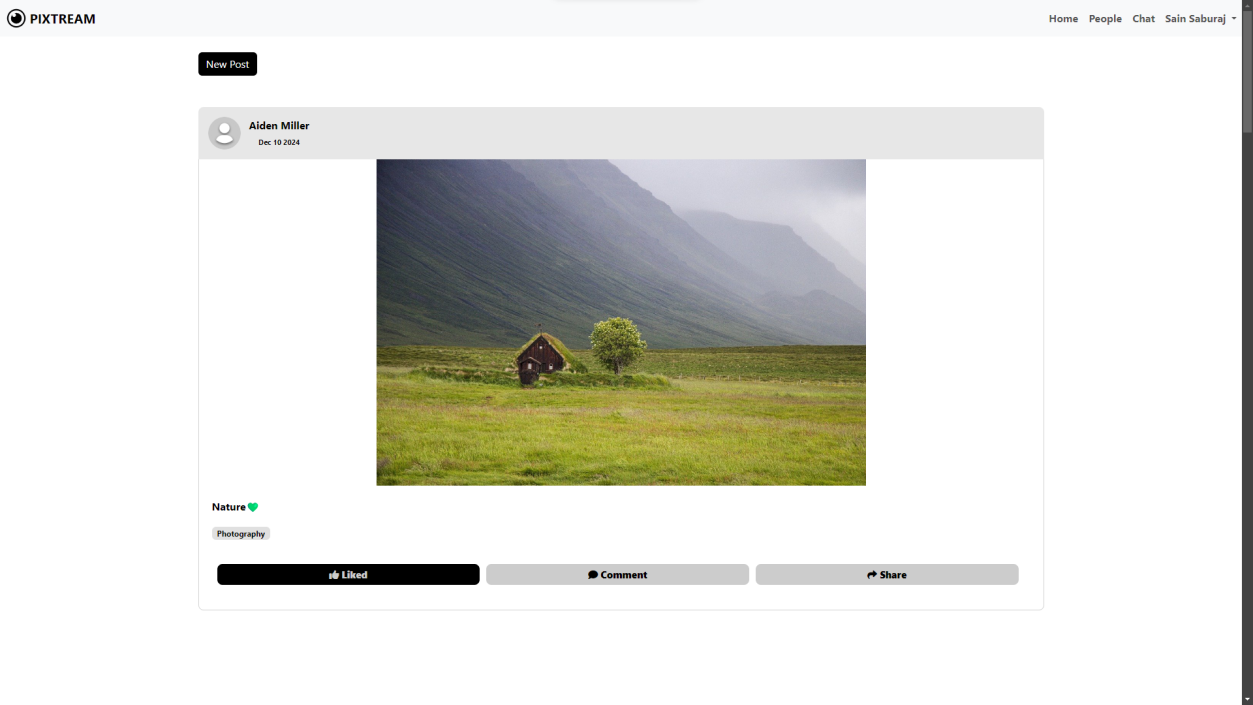 PIXTREAM
Home People Chat Sain Saburaj
New Post
Aiden Miller
Dec 10 2024
Nature💚
Photography
Liked Comment Share